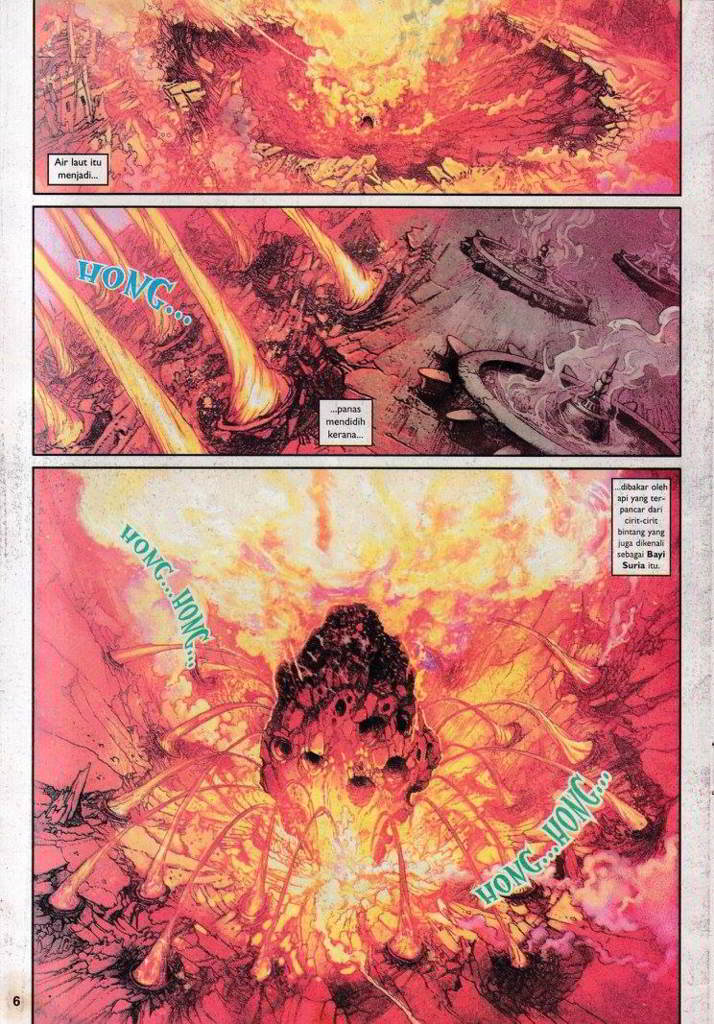 Air laut itu
menjadi...
HONG...
...panas
mendidih
kerana...
...dibakar oleh
api yang ter-
pancar dari
cirit-cirit
bintang yang
juga dikenali
sebagai Bayi
Suria itu.
HONG...HONG...
HONG...HONG...
6